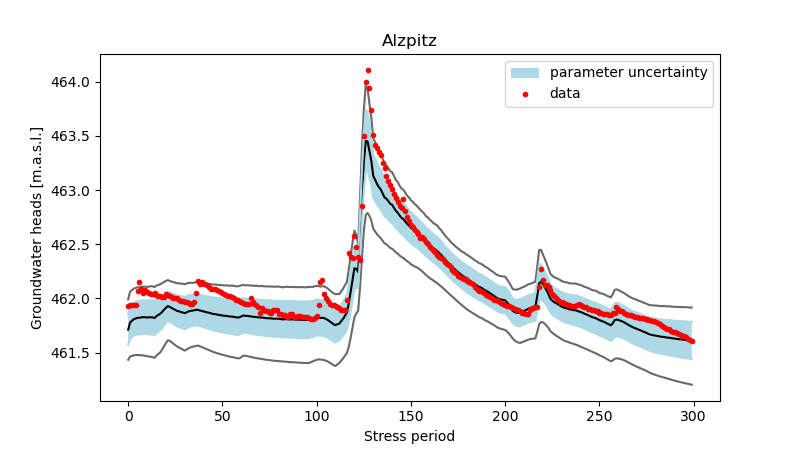 Alzpitz
parameter uncertainty
data
464.0
463.5
463.0
462.5
462.0
461.5
Groundwater heads [m.a.s.l.]
0 50 100 150 200 250 300
Stress period